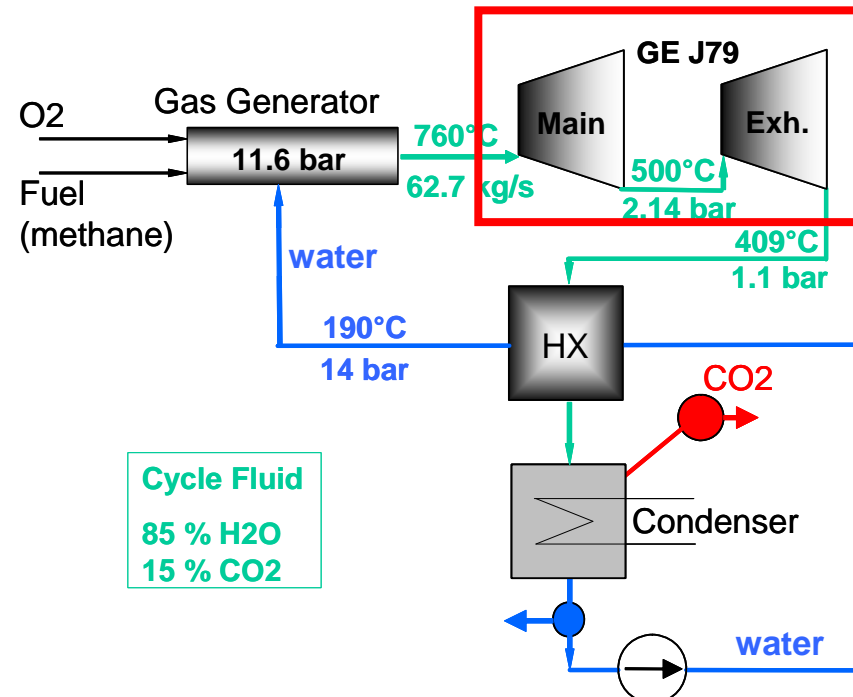 GE J79
O2
Gas Generator
Main
Exh.
11.6 bar
760°C
62.7 kg/s
500°C
2.14 bar
Fuel
(methane)
409°C
1.1 bar
water
190°C
14 bar
HX
CO2
Cycle Fluid
85 % H2O
15 % CO2
Condenser
water